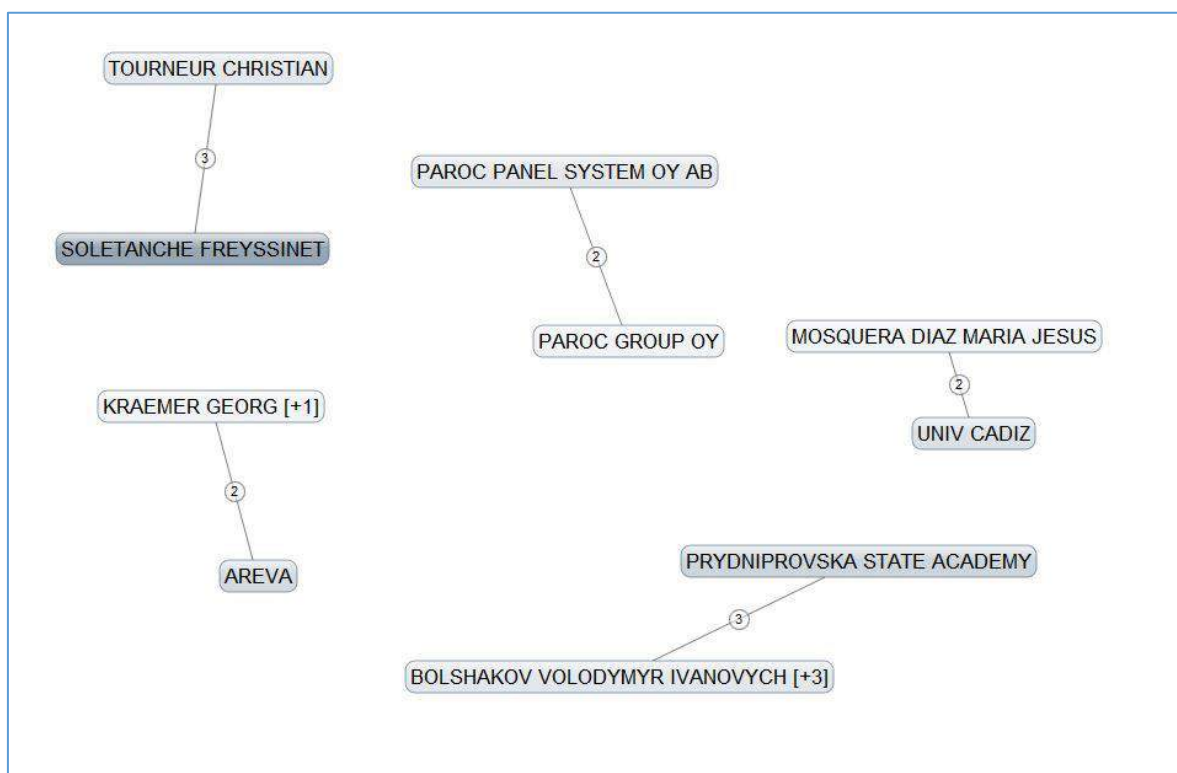 TOURNEUR CHRISTIAN
3
SOLETANCHE FREYSSINET
PAROC PANEL SYSTEM OY AB
2
PAROC GROUP OY
MOSQUERA DIAZ MARIA JESUS
2
UNIV CADIZ
KRAEMER GEORG [+1]
2
AREVA
PRYDNIPROVSKA STATE ACADEMY
3
BOLSHAKOV VOLODYMYR IVANOVYCH [+3]